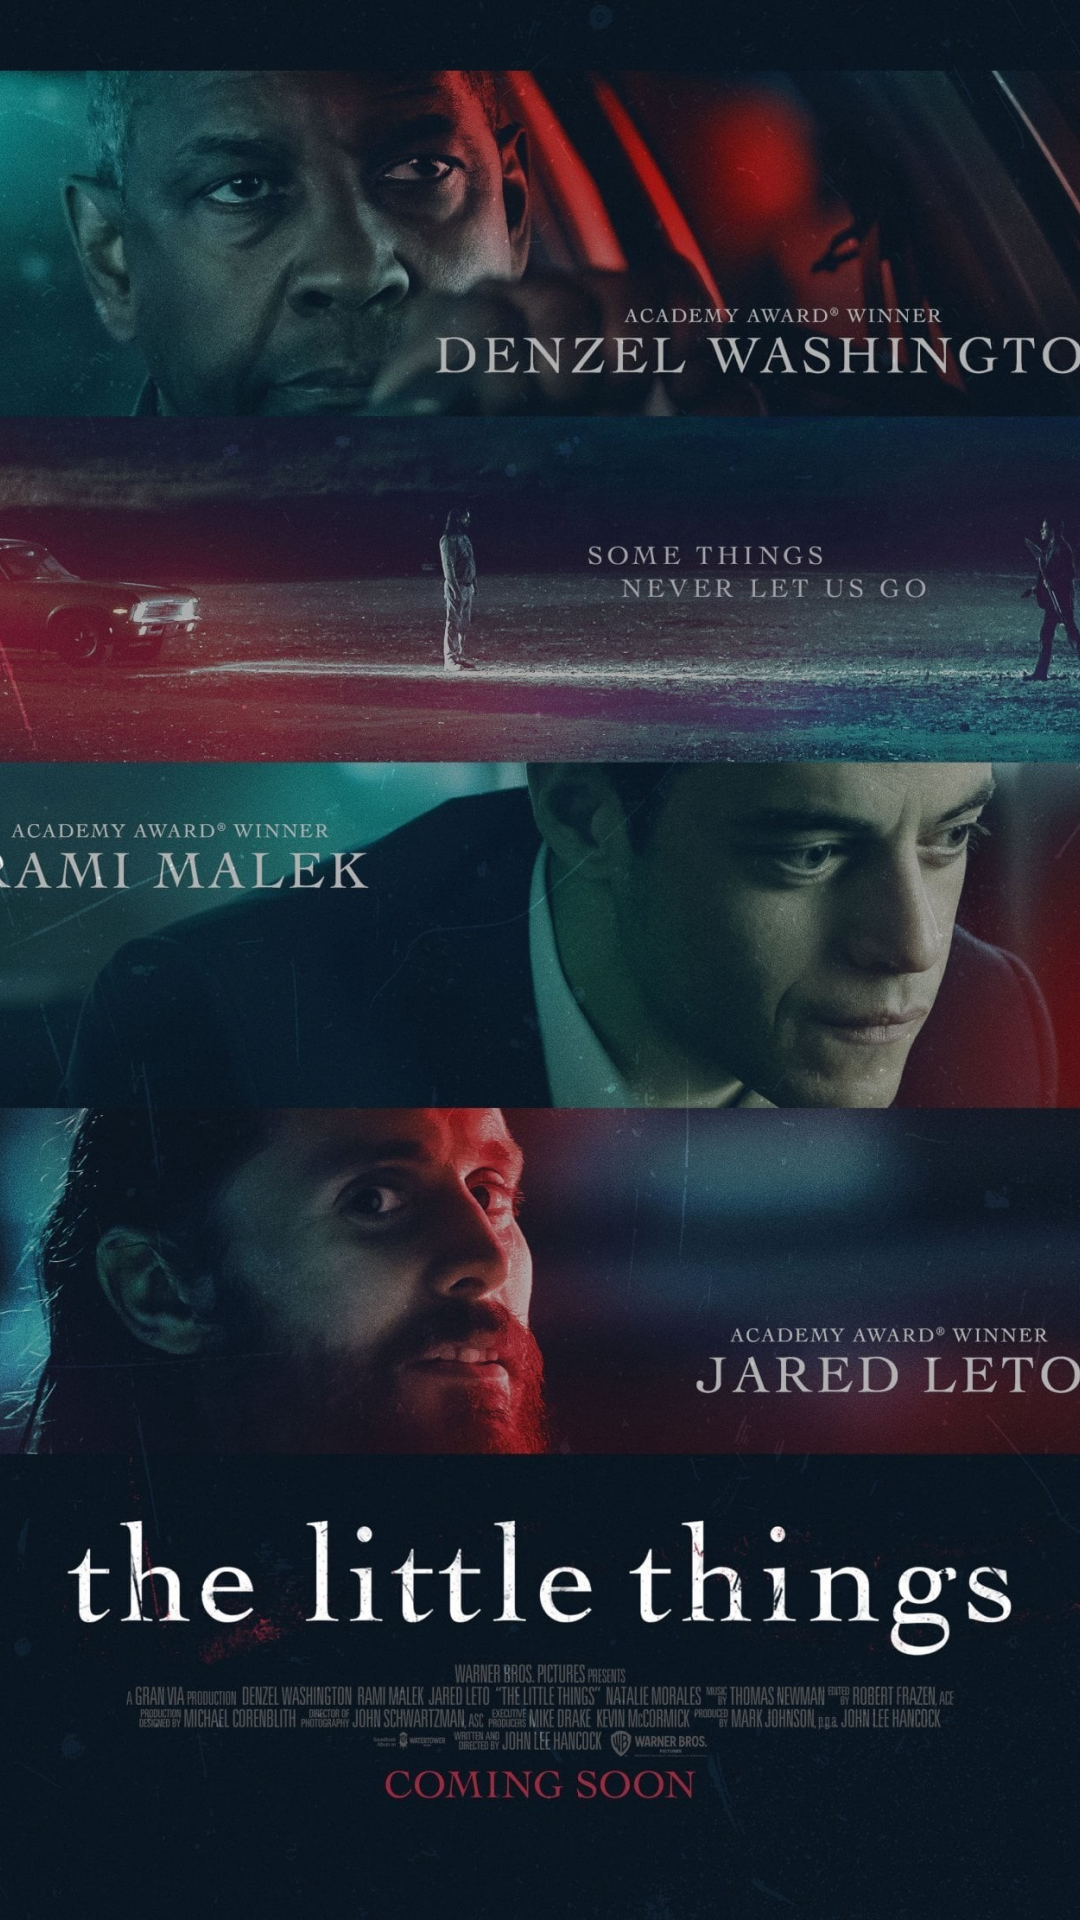 ACADEMY AWARD® WINNER
DENZEL WASHINGTO
SOME THINGS
NEVER LET US GO
ACADEMY AWARD® WINNER
RAMI MALEK
ACADEMY AWARD® WINNER
JARED LETO
the little things
WARNER BROS. PICTURES PRESENTS
A GRAN VIA PRODUCTION DENZEL WASHINGTON RAMI MALEK JARED LETO "THE LITTLE THINGS" NATALIE MORALES MUSIC BY THOMAS NEWMAN EDITED BY ROBERT FRAZEN, ACE
PRODUCTION DESIGNED BY MICHAEL CORENBLITH DIRECTOR OF PHOTOGRAPHY JOHN SCHWARTZMAN, ASC EXECUTIVE PRODUCERS MIKE DRAKE KEVIN McCORMICK PRODUCED BY MARK JOHNSON, p.g.a. JOHN LEE HANCOCK
WATERTOWER WRITTEN AND DIRECTED BY JOHN LEE HANCOCK WB WARNER BROS. PICTURES
COMING SOON